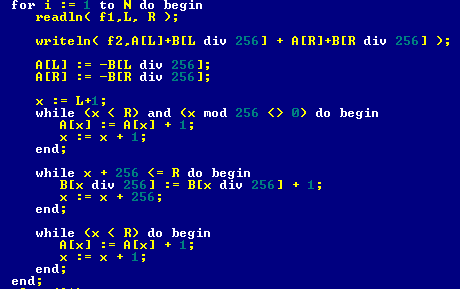 for i := 1 to N do begin
readln( f1,L, R );
writeln( f2,A[L]+B[L div 256] + A[R]+B[R div 256] );
A[L] := -B[L div 256];
A[R] := -B[R div 256];
x := L+1;
while (x < R) and (x mod 256 <> 0) do begin
A[x] := A[x] + 1;
x := x + 1;
end;
while x + 256 <= R do begin
B[x div 256] := B[x div 256] + 1;
x := x + 256;
end;
while (x < R) do begin
A[x] := A[x] + 1;
x := x + 1;
end;
end;